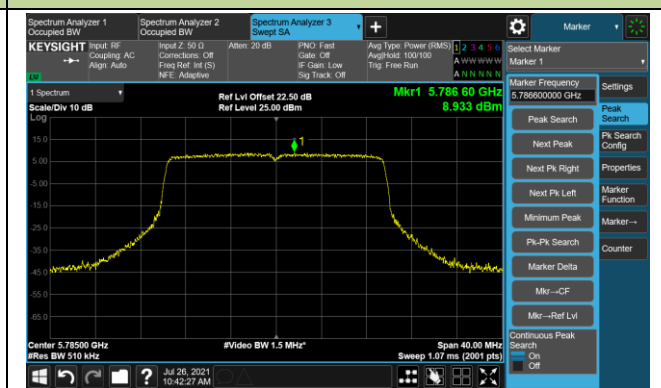 Spectrum Analyzer 1
Occupied BW
Spectrum Analyzer 2
Occupied BW
Spectrum Analyzer 3
Swept SA
Marker
KEYSIGHT
Input: RF
Coupling: AC
Align: Auto
Input Z: 50 Ω
Corrections: Off
Freq Ref: Int (S)
NFE: Adaptive
Atten: 20 dB
PNO: Fast
Gate: Off
IF Gain: Low
Sig Track: Off
Avg Type: Power (RMS)
Avg|Hold: 100/100
Trig: Free Run
1 2 3 4 5 6
A W W W W W
A N N N N N
Select Marker
Marker 1
1 Spectrum
Scale/Div 10 dB
Log
Ref Lvl Offset 22.50 dB
Ref Level 25.00 dBm
Mkr1 5.786 60 GHz
8.933 dBm
15.0
5.00
-5.00
-15.0
-25.0
-35.0
-45.0
-55.0
-65.0
1
Center 5.78500 GHz
#Res BW 510 kHz
#Video BW 1.5 MHz*
Span 40.00 MHz
Sweep 1.07 ms (2001 pts)
Marker Frequency
5.786600000 GHz
Peak Search
Next Peak
Next Pk Right
Next Pk Left
Minimum Peak
Pk-Pk Search
Marker Delta
Mkr→CF
Mkr→Ref Lvl
Continuous Peak
Search
On
Off
Settings
Peak
Search
Pk Search
Config
Properties
Marker
Function
Marker→
Counter
Jul 26, 2021
10:42:27 AM